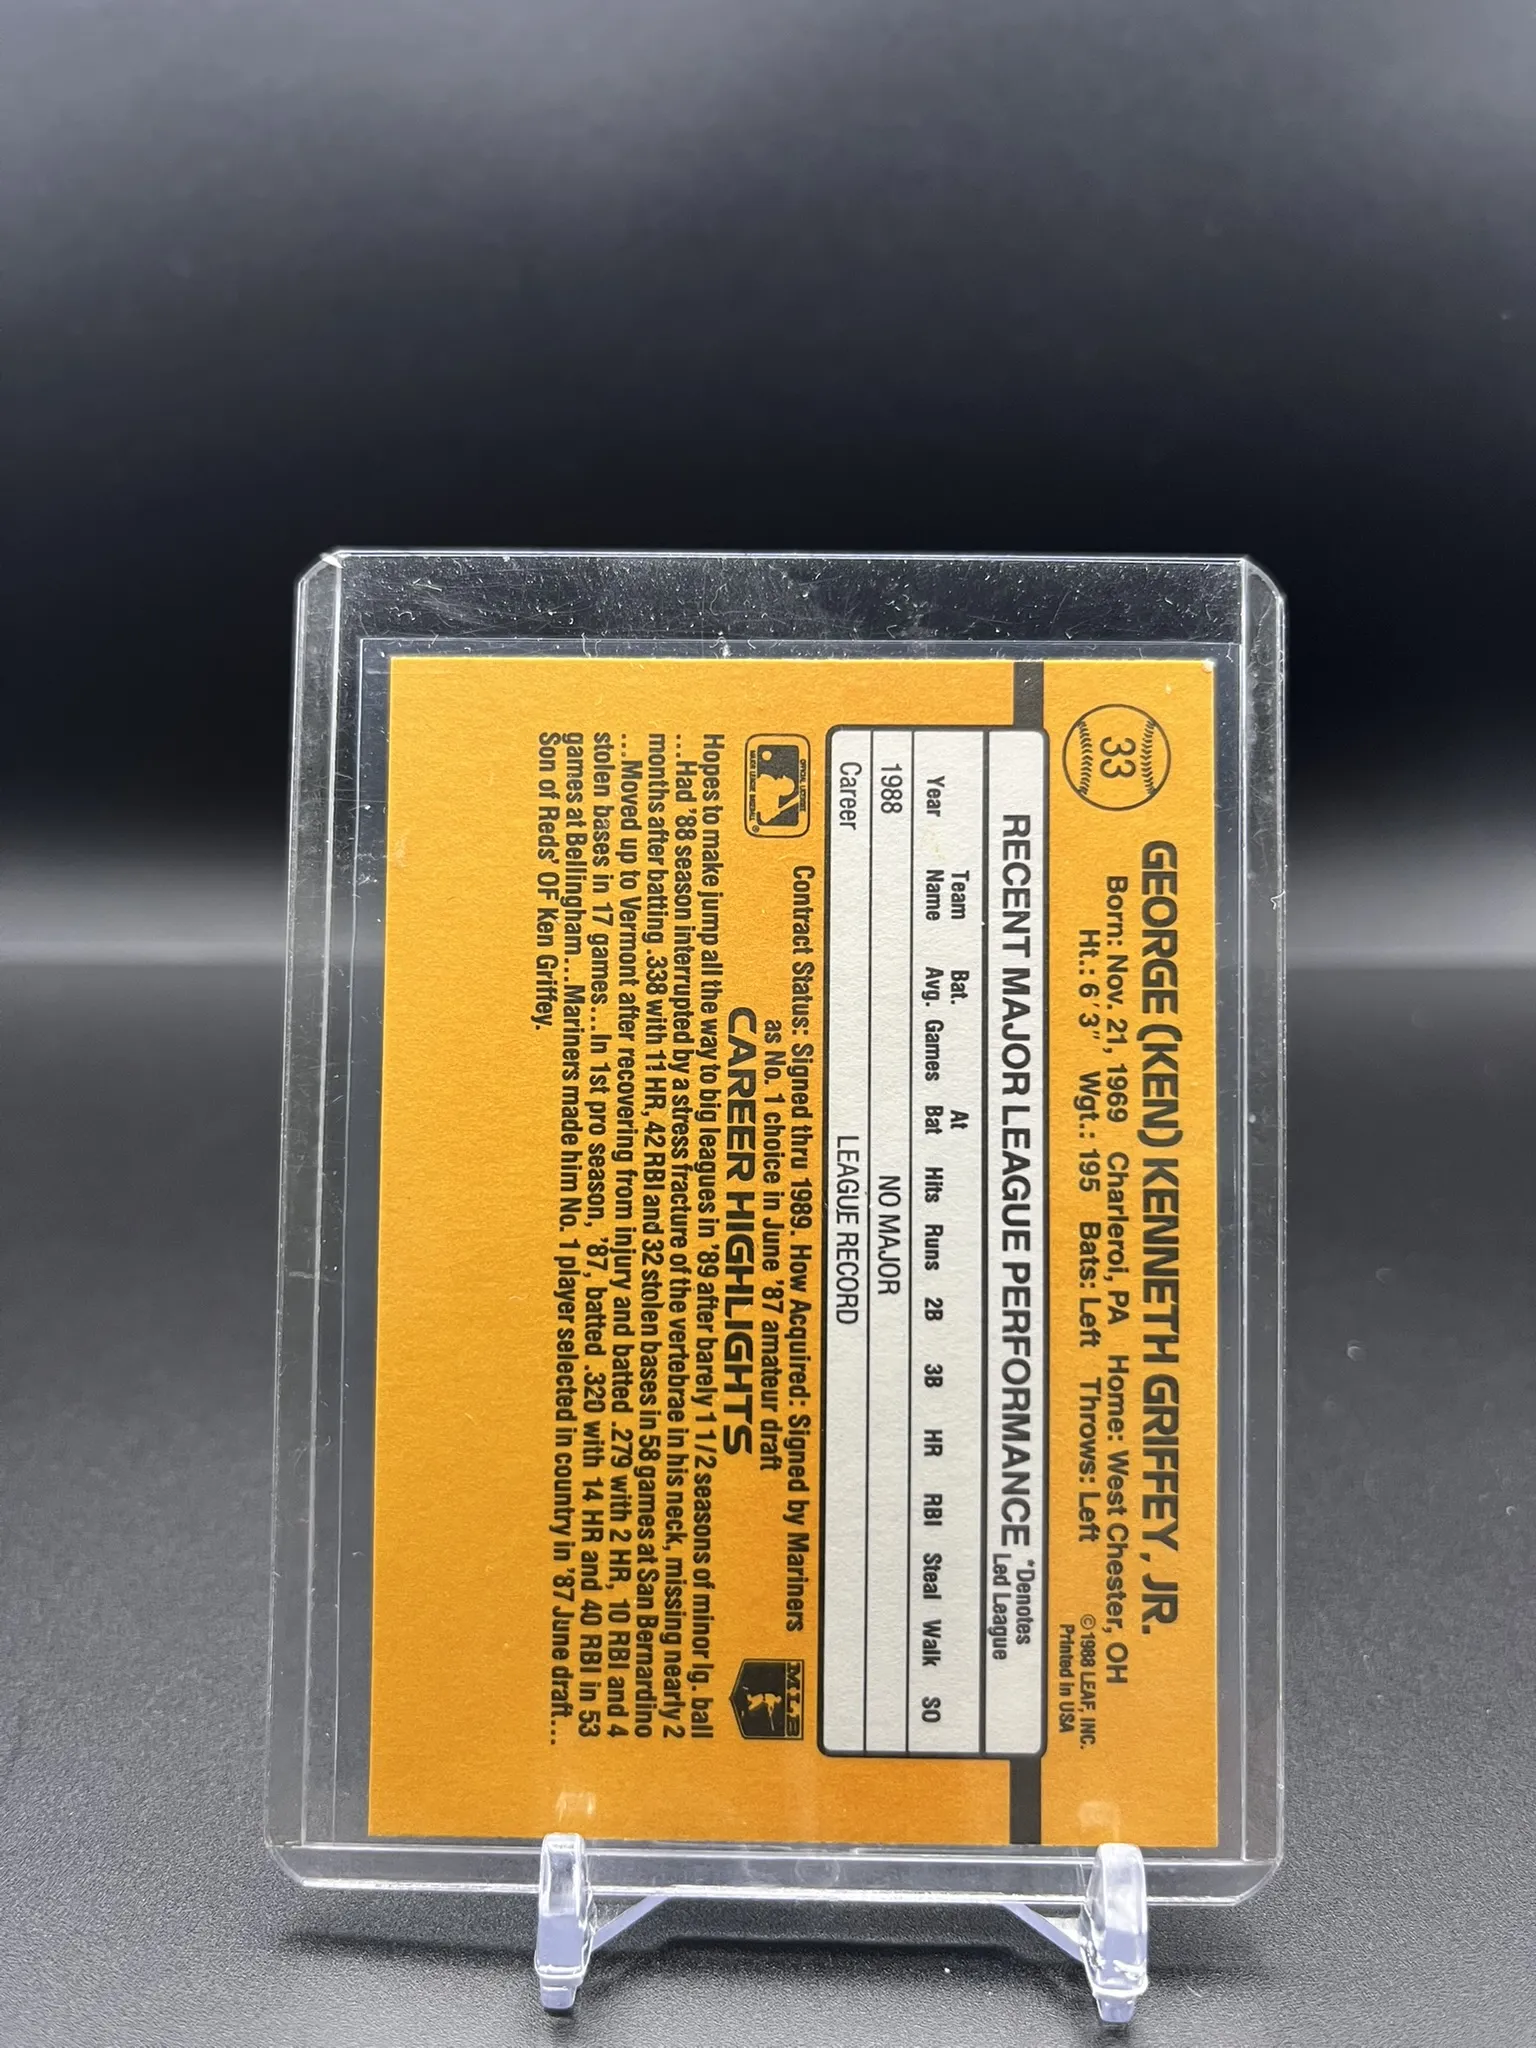 33
GEORGE (KEN) KENNETH GRIFFEY, JR.
Born: Nov. 21, 1969 Charleroi, PA Home: West Chester, OH
Ht.: 6'3" Wgt.: 195 Bats: Left Throws: Left
©1988 LEAF, INC.
Printed in USA
RECENT MAJOR LEAGUE PERFORMANCE
*Denotes
Led League
Year Team Name Bat. Avg. Games At Bat Hits Runs 2B 3B HR RBI Steal Walk SO
1988 NO MAJOR
Career LEAGUE RECORD
OFFICIAL LICENSEE
MAJOR LEAGUE BASEBALL ®
Contract Status: Signed thru 1989. How Acquired: Signed by Mariners
as No. 1 choice in June '87 amateur draft
MLB
CAREER HIGHLIGHTS
Hopes to make jump all the way to big leagues in '89 after barely 1 1/2 seasons of minor lg. ball
...Had '88 season interrupted by a stress fracture of the vertebrae in his neck, missing nearly 2
months after batting .338 with 11 HR, 42 RBI and 32 stolen bases in 58 games at San Bernardino
...Moved up to Vermont after recovering from injury and batted .279 with 2 HR, 10 RBI and 4
stolen bases in 17 games...In 1st pro season, '87, batted .320 with 14 HR and 40 RBI in 53
games at Bellingham...Mariners made him No. 1 player selected in country in '87 June draft...
Son of Reds' OF Ken Griffey.